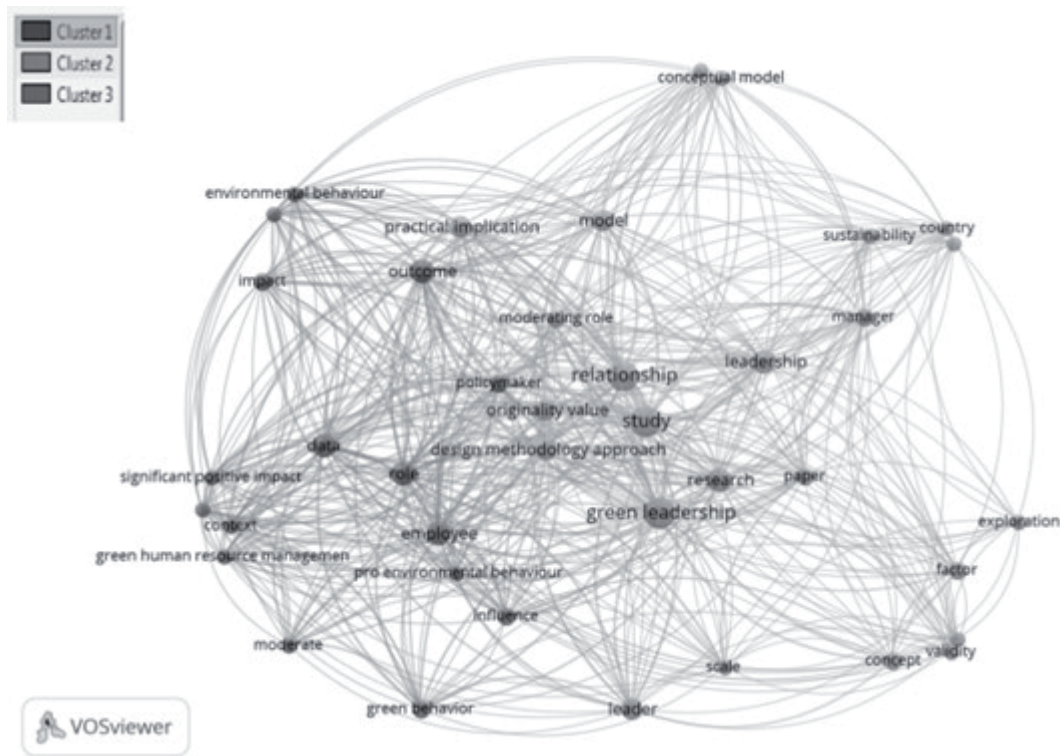 Cluster 1
Cluster 2
Cluster 3
conceptual model
environmental behaviour
practical implication
model
sustainability
country
outcome
impact
moderating role
manager
leadership
relationship
policymaker
originality value
study
data
design methodology approach
significant positive impact
role
research
paper
green leadership
context
exploration
employee
green human resource managemen
pro environmental behaviour
factor
influence
moderate
validity
concept
scale
green behavior
leader
VOSviewer